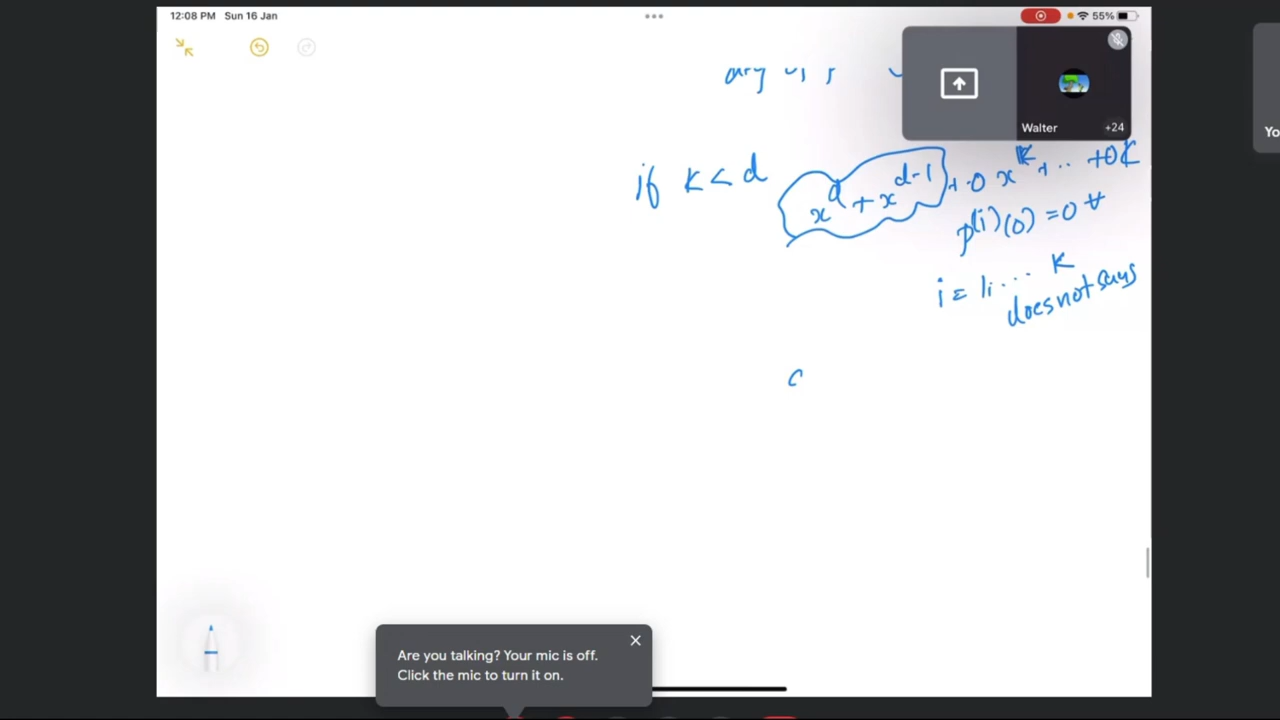 12:08 PM Sun 16 Jan
55%
Walter
+24
Yo
if K < d x^d + x^{d-1} + 0 x^K + .. + 0
p^{(i)}(0) = 0 ∀
i = 1, ... K
does not says
Are you talking? Your mic is off.
Click the mic to turn it on.